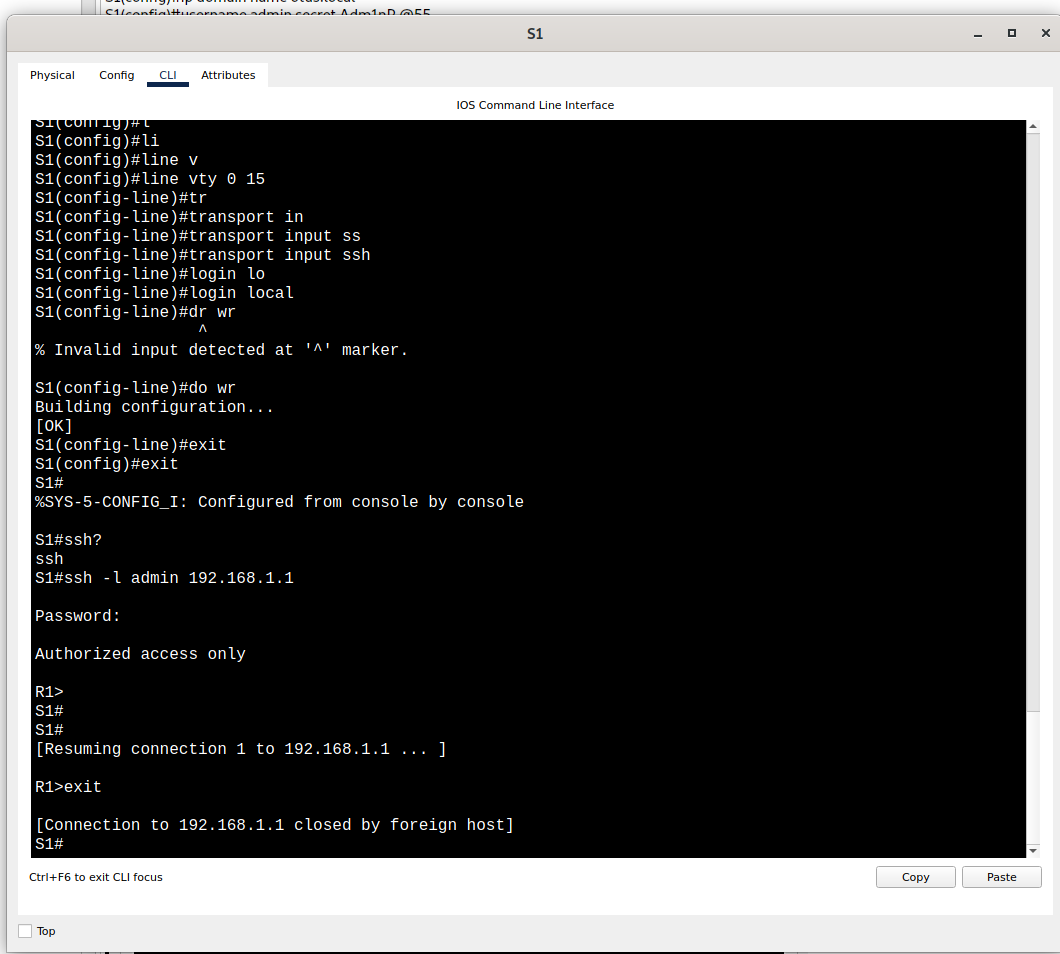 S1(config)#username admin secret Adm1nP @55
S1
Physical Config CLI Attributes
IOS Command Line Interface
S1(config)#l
S1(config)#li
S1(config)#line v
S1(config)#line vty 0 15
S1(config-line)#tr
S1(config-line)#transport in
S1(config-line)#transport input ss
S1(config-line)#transport input ssh
S1(config-line)#login lo
S1(config-line)#login local
S1(config-line)#dr wr
^
% Invalid input detected at '^' marker.
S1(config-line)#do wr
Building configuration...
[OK]
S1(config-line)#exit
S1(config)#exit
S1#
%SYS-5-CONFIG_I: Configured from console by console
S1#ssh?
ssh
S1#ssh -l admin 192.168.1.1
Password:
Authorized access only
R1>
S1#
S1#
[Resuming connection 1 to 192.168.1.1 ... ]
R1>exit
[Connection to 192.168.1.1 closed by foreign host]
S1#
Ctrl+F6 to exit CLI focus
Copy Paste
Top